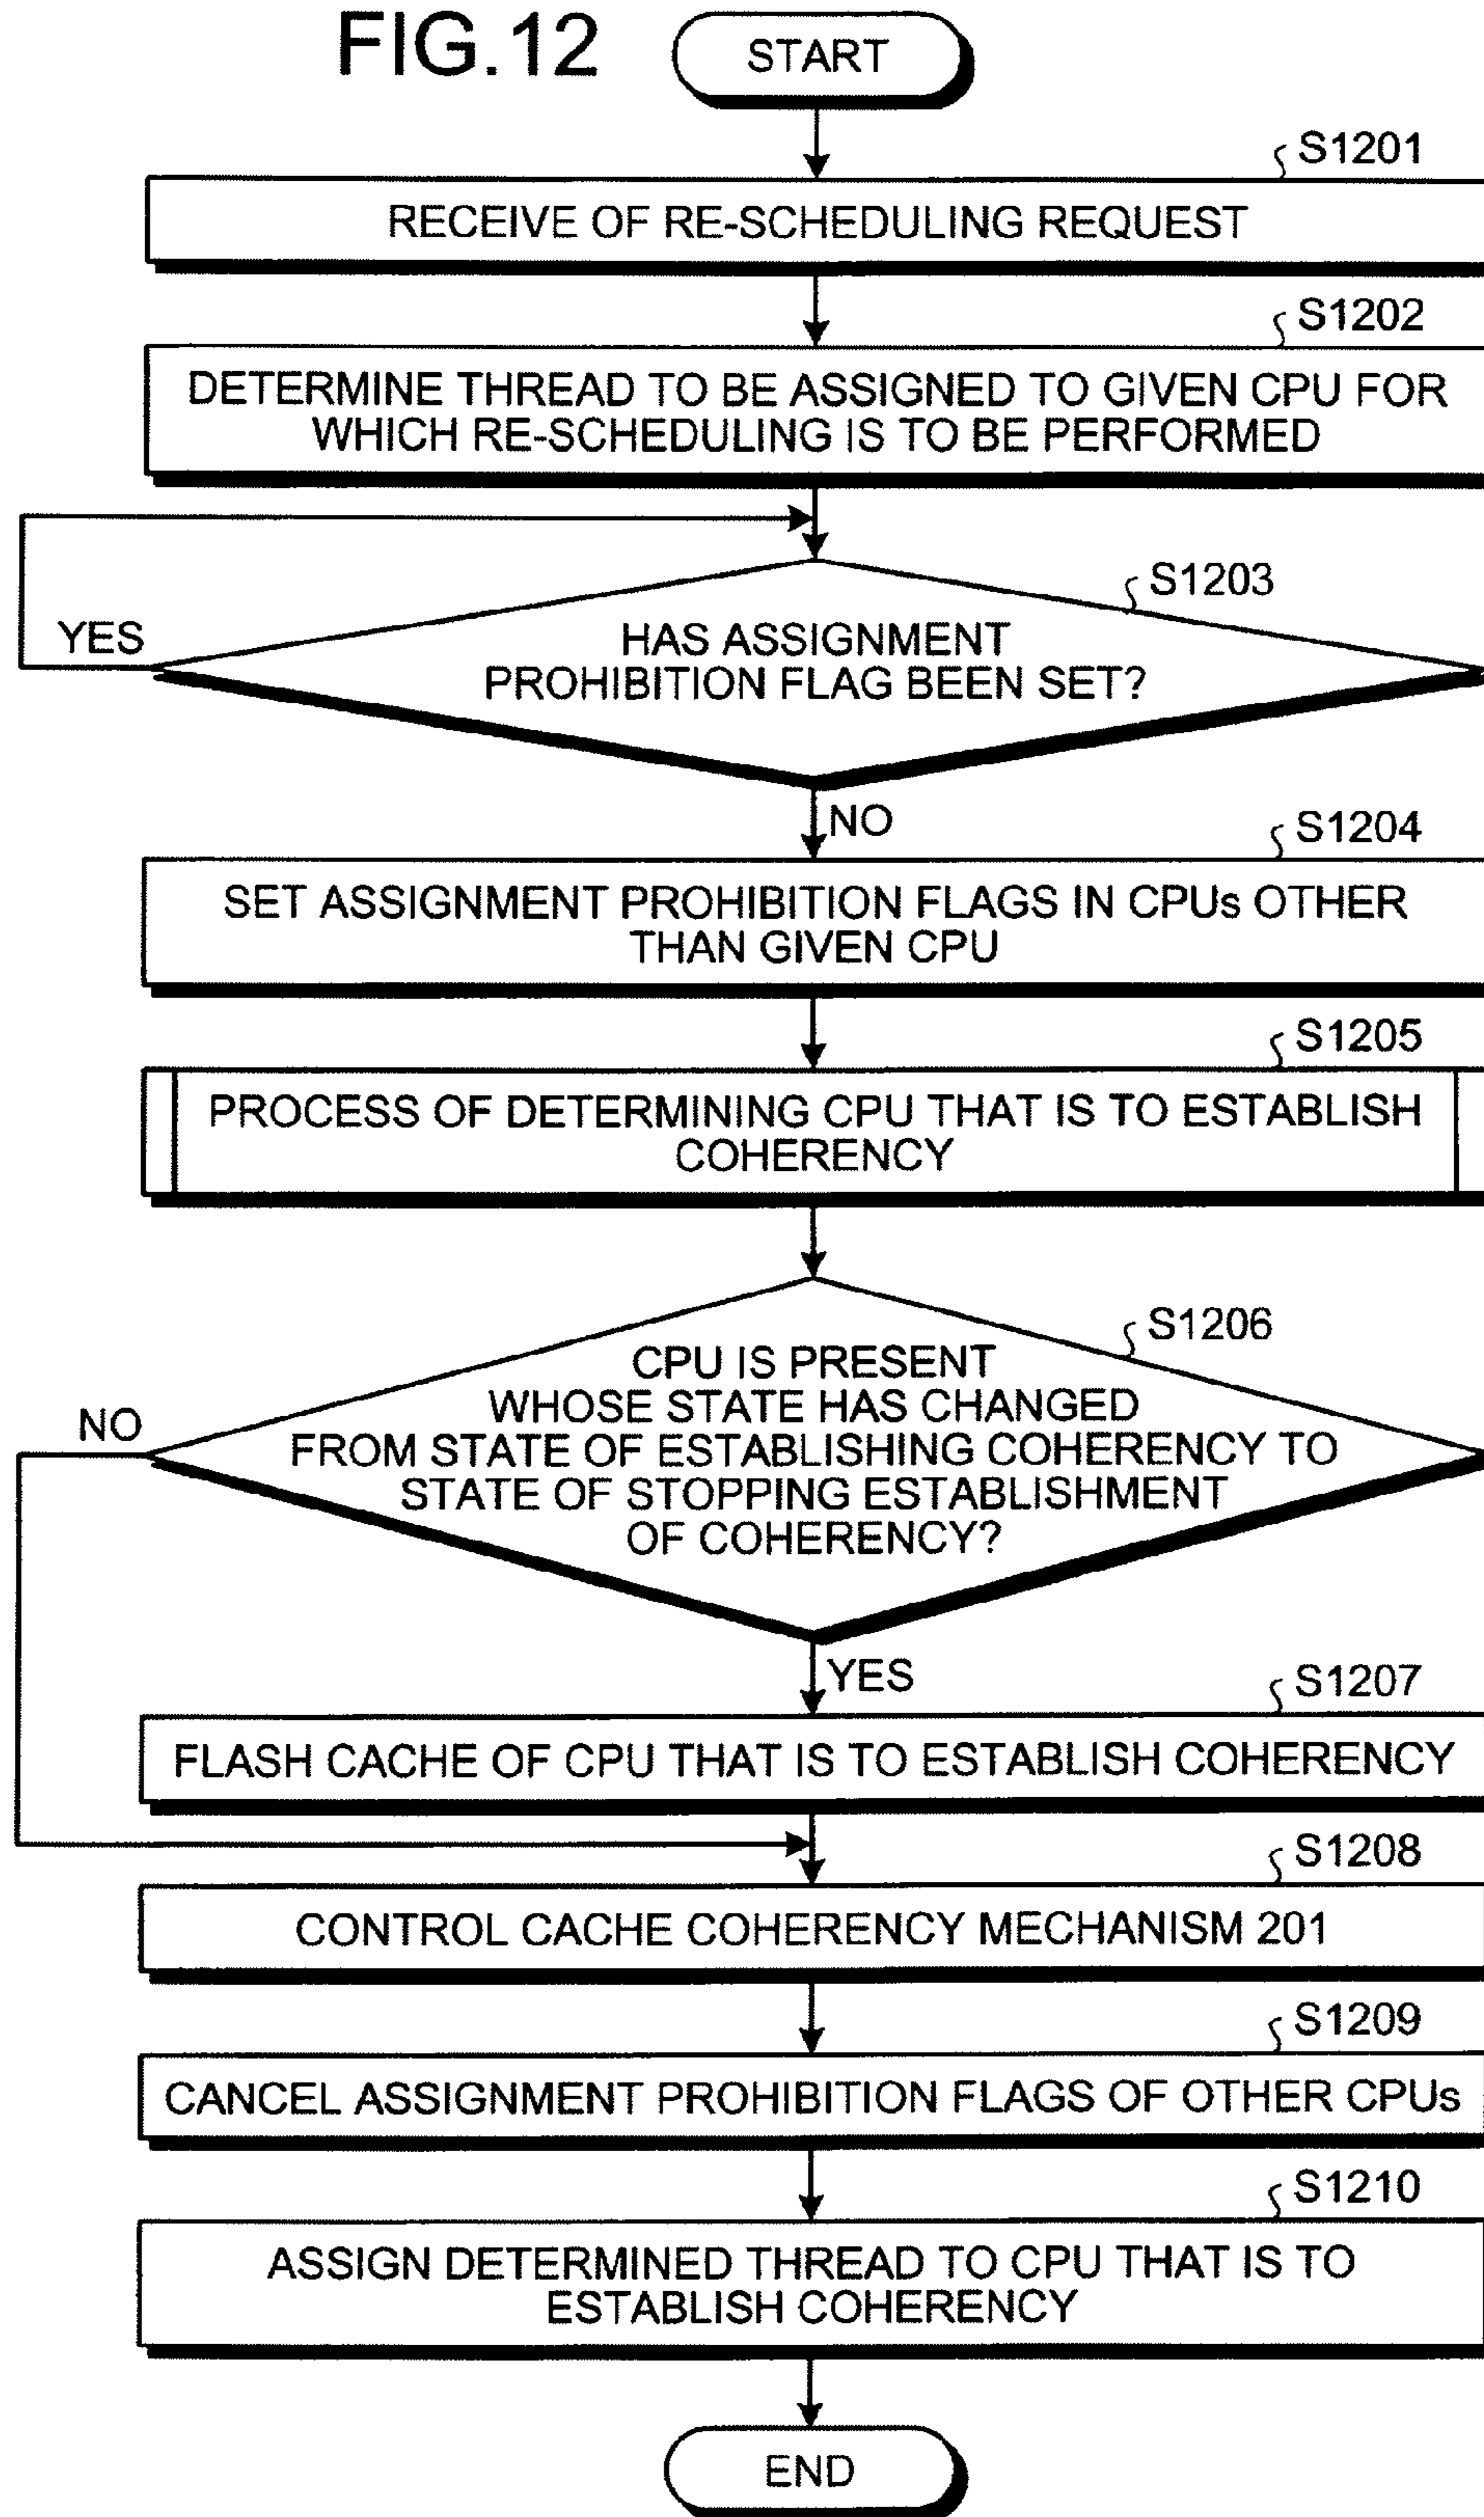 FIG.12
START
S1201
RECEIVE OF RE-SCHEDULING REQUEST
S1202
DETERMINE THREAD TO BE ASSIGNED TO GIVEN CPU FOR
WHICH RE-SCHEDULING IS TO BE PERFORMED
S1203
YES
HAS ASSIGNMENT
PROHIBITION FLAG BEEN SET?
NO
S1204
SET ASSIGNMENT PROHIBITION FLAGS IN CPUs OTHER
THAN GIVEN CPU
S1205
PROCESS OF DETERMINING CPU THAT IS TO ESTABLISH
COHERENCY
S1206
CPU IS PRESENT
WHOSE STATE HAS CHANGED
NO
FROM STATE OF ESTABLISHING COHERENCY TO
STATE OF STOPPING ESTABLISHMENT
OF COHERENCY?
YES
S1207
FLASH CACHE OF CPU THAT IS TO ESTABLISH COHERENCY
S1208
CONTROL CACHE COHERENCY MECHANISM 201
S1209
CANCEL ASSIGNMENT PROHIBITION FLAGS OF OTHER CPUs
S1210
ASSIGN DETERMINED THREAD TO CPU THAT IS TO
ESTABLISH COHERENCY
END